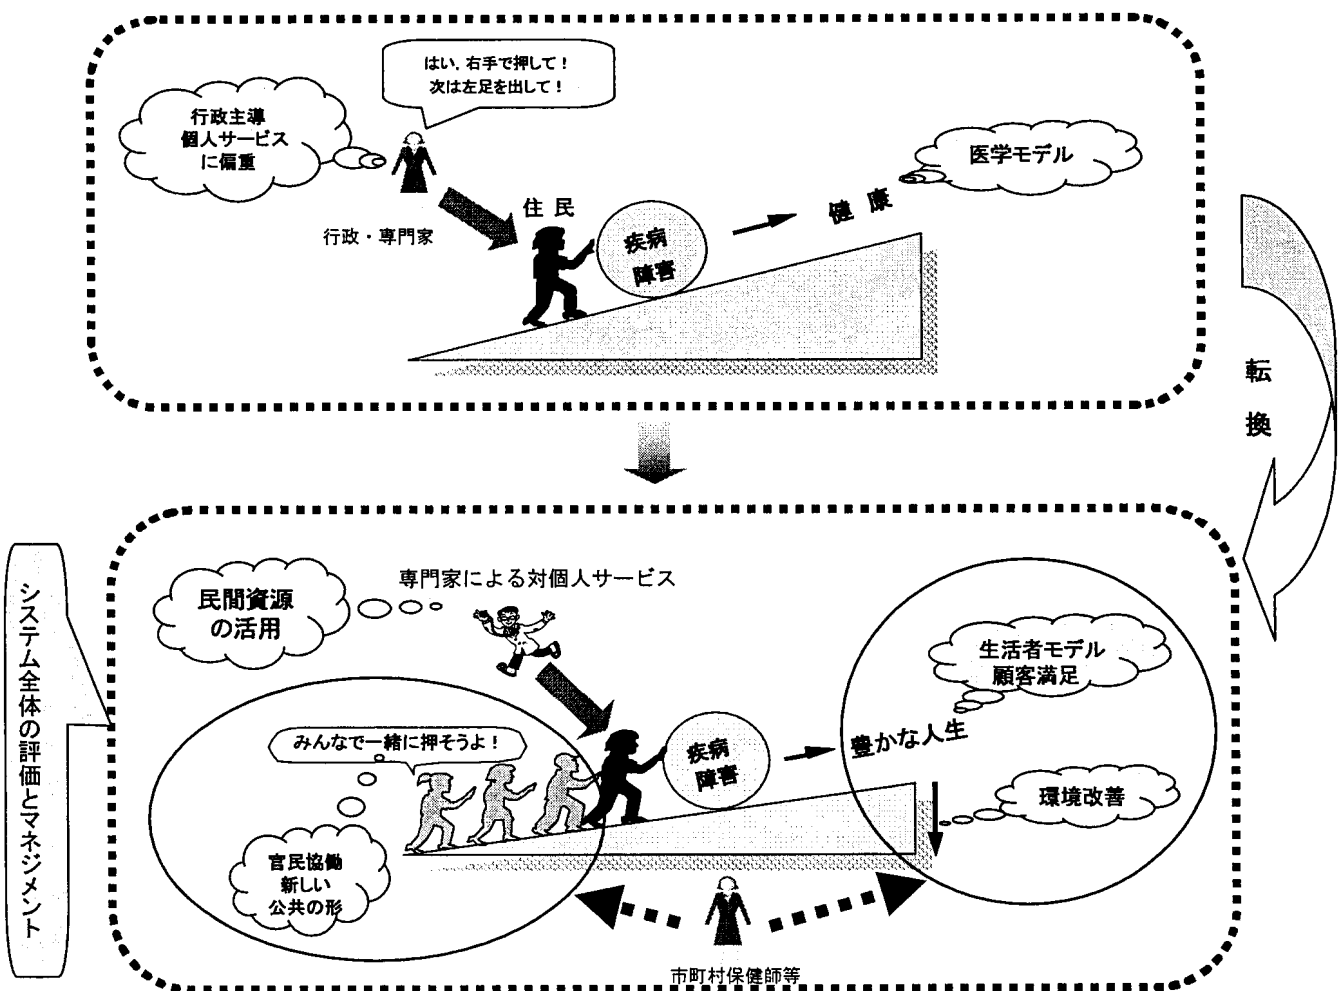 はい，右手で押して！
次は左足を出して！
行政主導
個人サービス
に偏重
医学モデル
行政・専門家
住 民
疾病
障害
健 康
転
換
システム全体の評価とマネジメント
民間資源
の活用
専門家による対個人サービス
みんなで一緒に押そうよ！
官民協働
新しい
公共の形
疾病
障害
豊かな人生
生活者モデル
顧客満足
環境改善
市町村保健師等